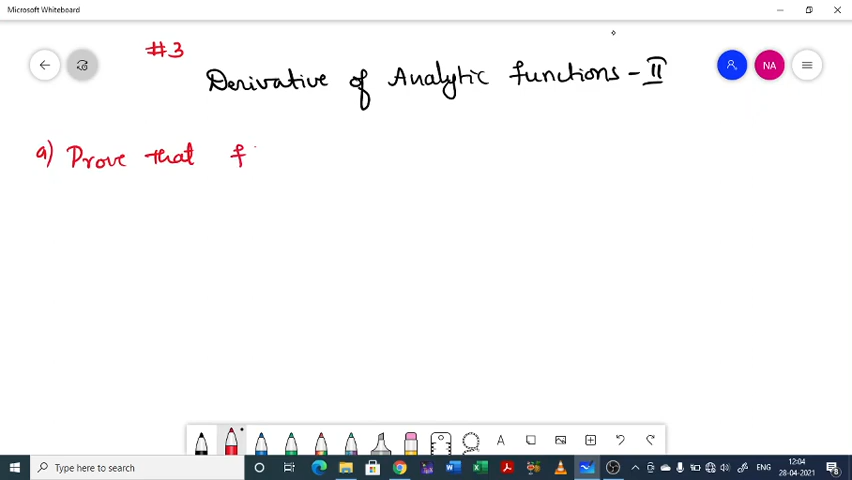 Microsoft Whiteboard
#3
Derivative of Analytic functions - II
NA
a) Prove that f
A
Type here to search
ENG
12:04
28-04-2021
8